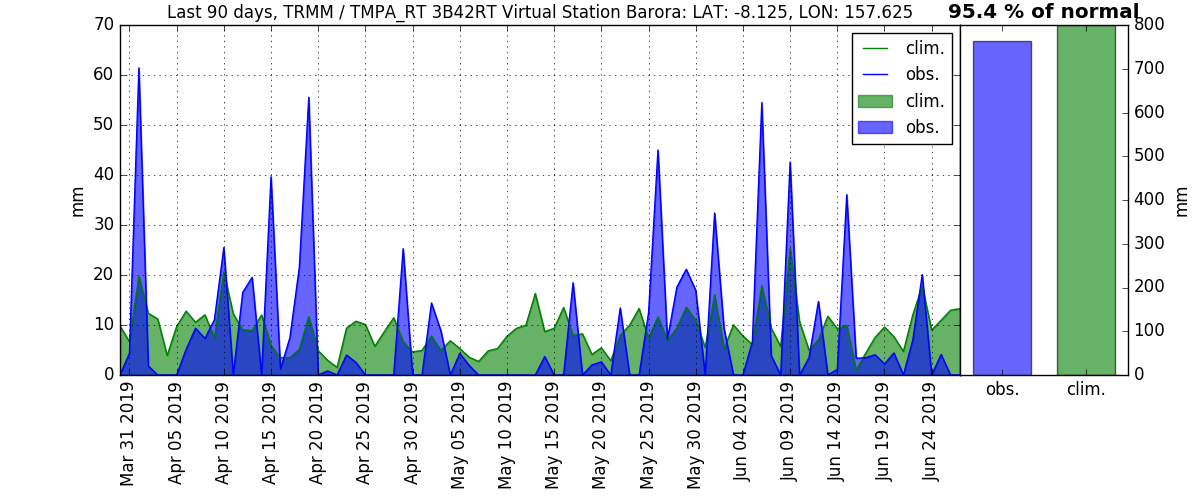 Last 90 days, TRMM / TMPA_RT 3B42RT Virtual Station Barora: LAT: -8.125, LON: 157.625
95.4 % of normal
70
60
50
40
30
20
10
0
mm
clim.
obs.
clim.
obs.
800
700
600
500
400
300
200
100
0
mm
obs.
clim.
Mar 31 2019
Apr 05 2019
Apr 10 2019
Apr 15 2019
Apr 20 2019
Apr 25 2019
Apr 30 2019
May 05 2019
May 10 2019
May 15 2019
May 20 2019
May 25 2019
May 30 2019
Jun 04 2019
Jun 09 2019
Jun 14 2019
Jun 19 2019
Jun 24 2019